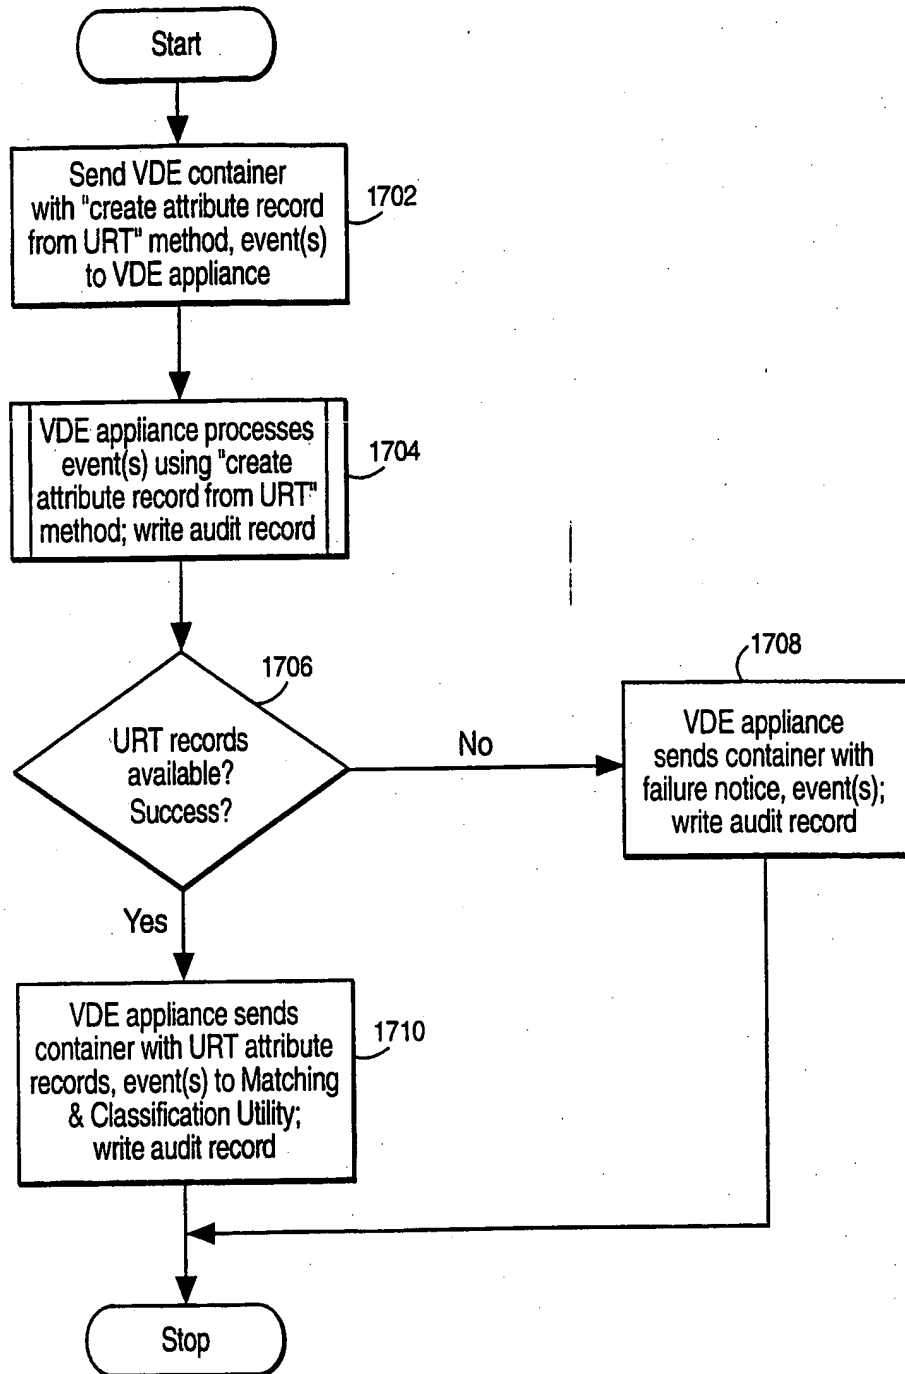 Start
Send VDE container
with "create attribute record
from URT" method, event(s)
to VDE appliance
1702
VDE appliance processes
event(s) using "create
attribute record from URT"
method; write audit record
1704
1706
URT records
available?
Success?
No
1708
VDE appliance
sends container with
failure notice, event(s);
write audit record
Yes
VDE appliance sends
container with URT attribute
records, event(s) to Matching
& Classification Utility;
write audit record
1710
Stop